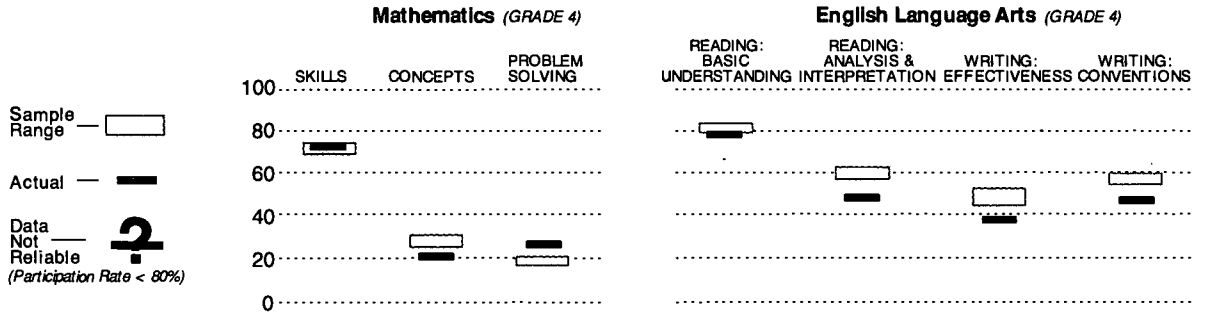 Mathematics (GRADE 4)
SKILLS
CONCEPTS
PROBLEM
SOLVING
English Language Arts (GRADE 4)
READING:
BASIC
UNDERSTANDING
READING:
ANALYSIS &
INTERPRETATION
WRITING:
EFFECTIVENESS
WRITING:
CONVENTIONS
100
80
60
40
20
0
Sample
Range
Actual
Data
Not
Reliable
?
(Participation Rate < 80%)